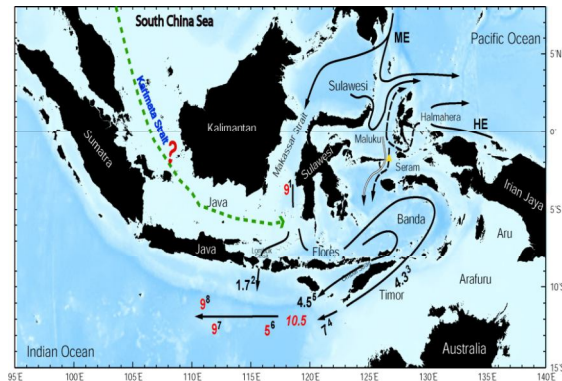 South China Sea
ME
Pacific Ocean
5°N
Karimata Strait
Sulawesi
Makassar Strait
Halmahera
Kalimantan
HE
0°
Maluku
?
Sumatra
Sulawesi
Seram
Irian Jaya
9¹
Java
5°S
Banda
Aru
Java
Flores
Arafuru
1.7²
4.5⁵
4.3³
Timor
10°S
9⁸
9⁷
5⁶
10.5
7⁴
Australia
Indian Ocean
15°S
95°E 100°E 105°E 110°E 115°E 120°E 125°E 130°E 135°E 140°E